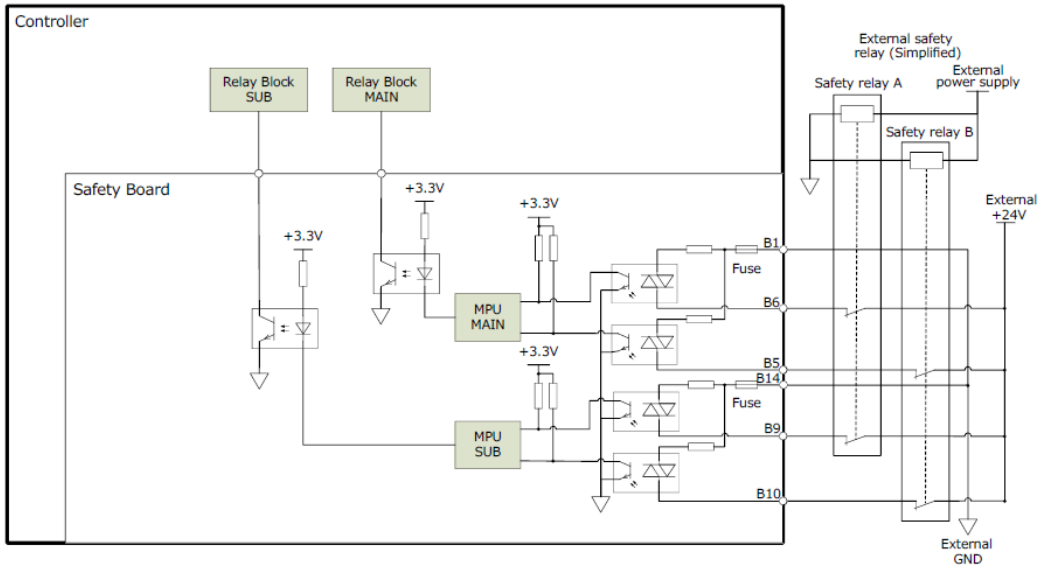 Controller
External safety
relay (Simplified)
External
power supply
Safety relay A
Relay Block
SUB
Relay Block
MAIN
Safety relay B
Safety Board
+3.3V
+3.3V
+3.3V
External
+24V
B1
Fuse
MPU
MAIN
B6
+3.3V
B5
B14
Fuse
MPU
SUB
B9
B10
External
GND